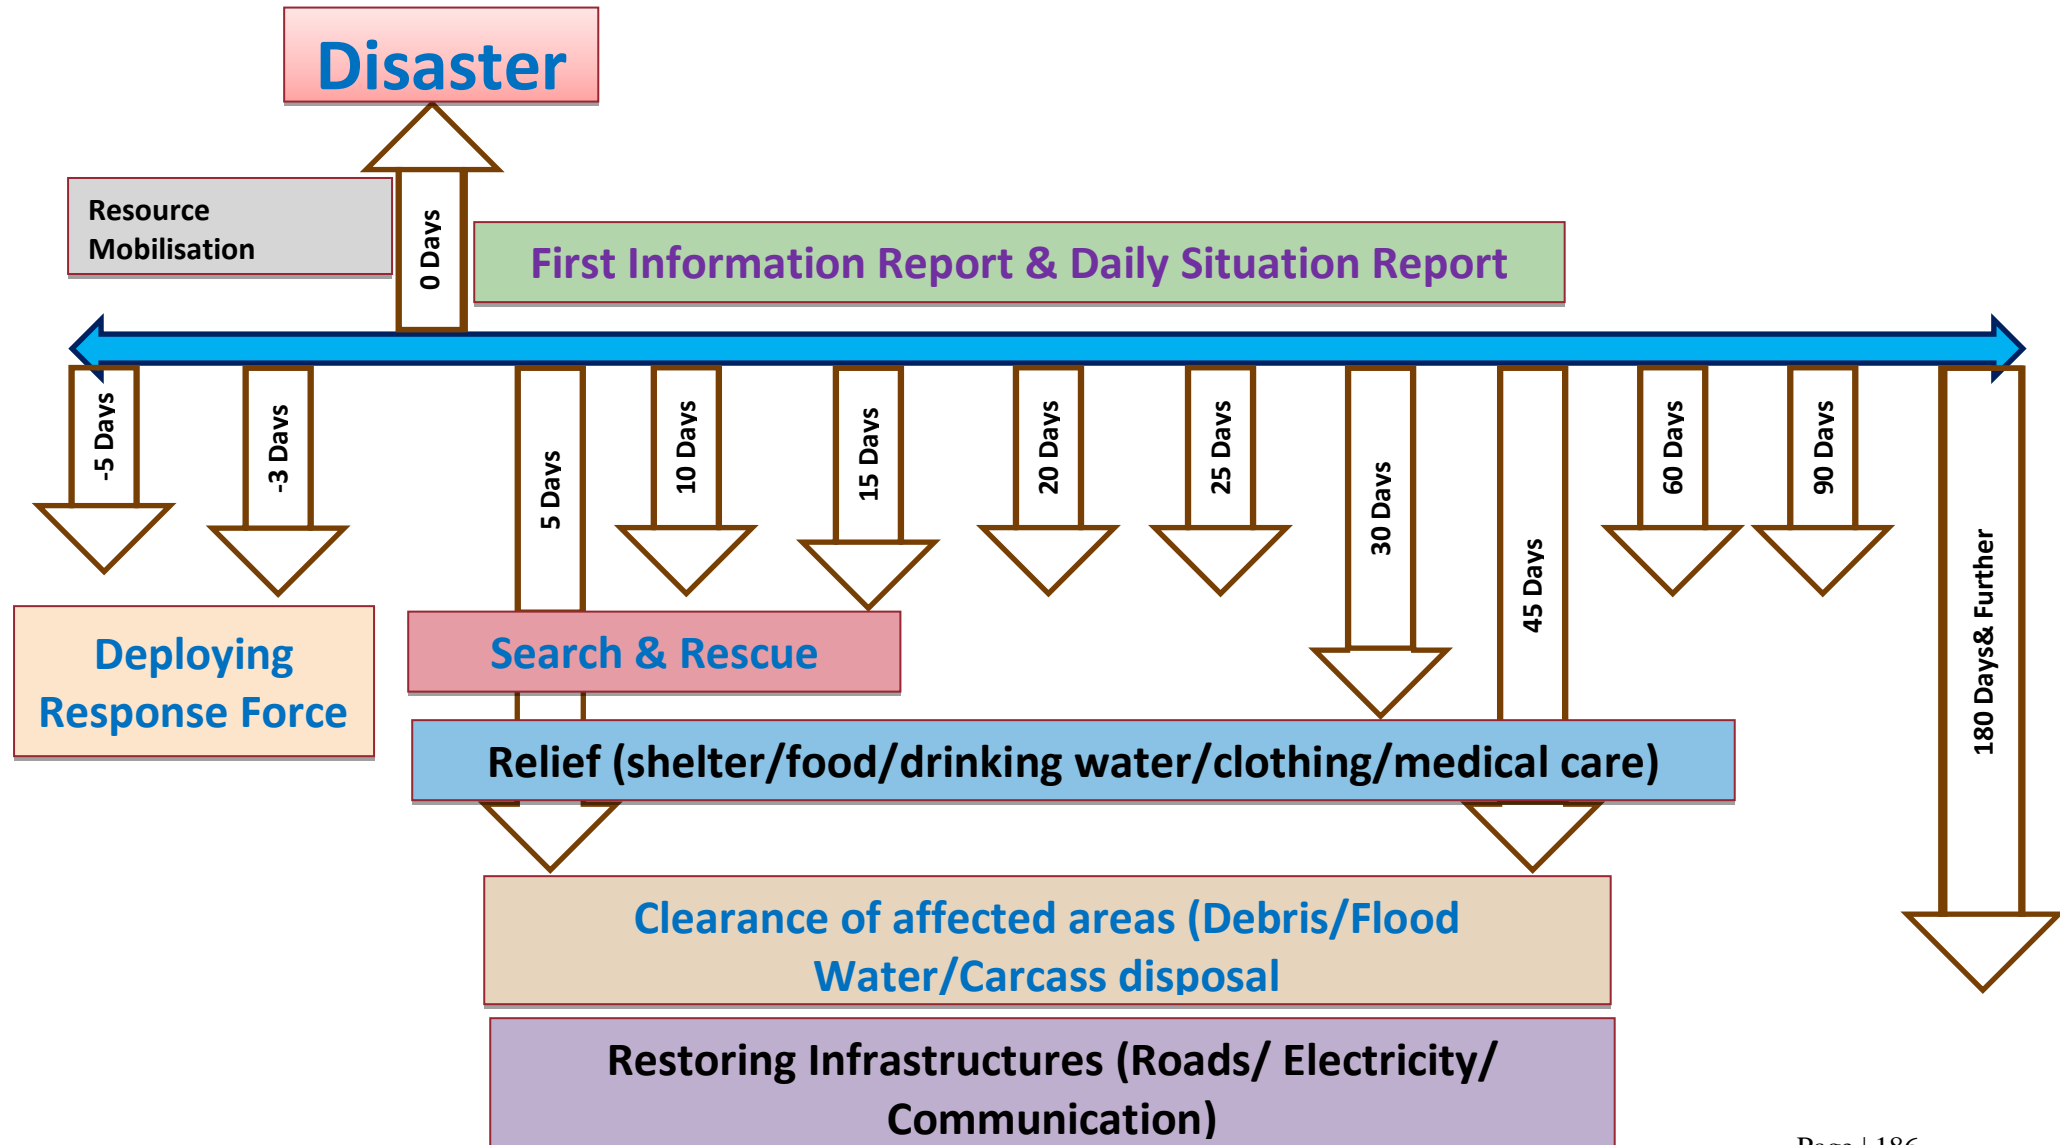 Disaster
Resource
Mobilisation
0 Days
First Information Report & Daily Situation Report
-5 Days
-3 Days
5 Days
10 Days
15 Days
20 Days
25 Days
30 Days
45 Days
60 Days
90 Days
180 Days& Further
Deploying
Response Force
Search & Rescue
Relief (shelter/food/drinking water/clothing/medical care)
Clearance of affected areas (Debris/Flood
Water/Carcass disposal
Restoring Infrastructures (Roads/ Electricity/
Communication)
Page | 186